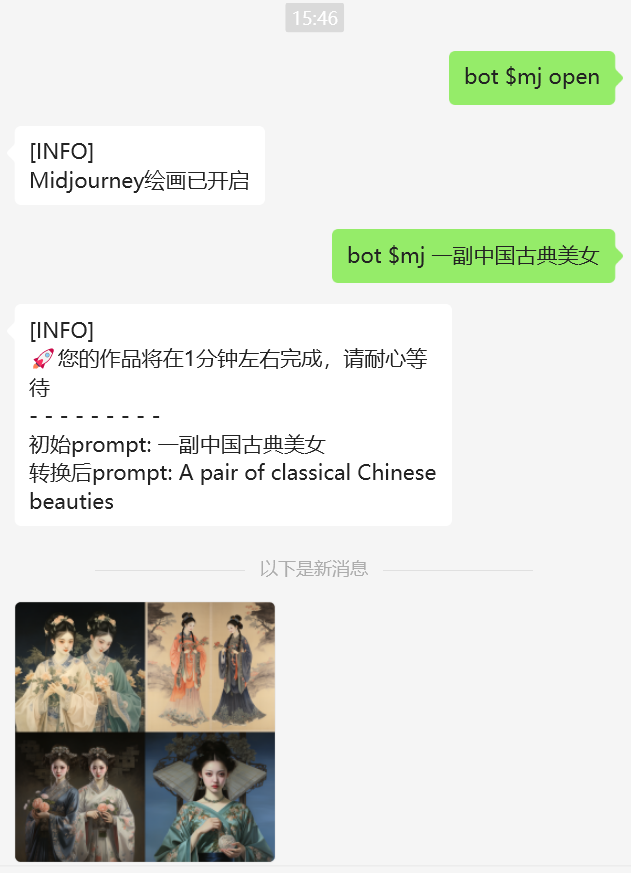 15:46
bot $mj open
[INFO]
Midjourney绘画已开启
bot $mj 一副中国古典美女
[INFO]
🚀您的作品将在1分钟左右完成，请耐心等
待
- - - - - - - - -
初始prompt: 一副中国古典美女
转换后prompt: A pair of classical Chinese
beauties
以下是新消息